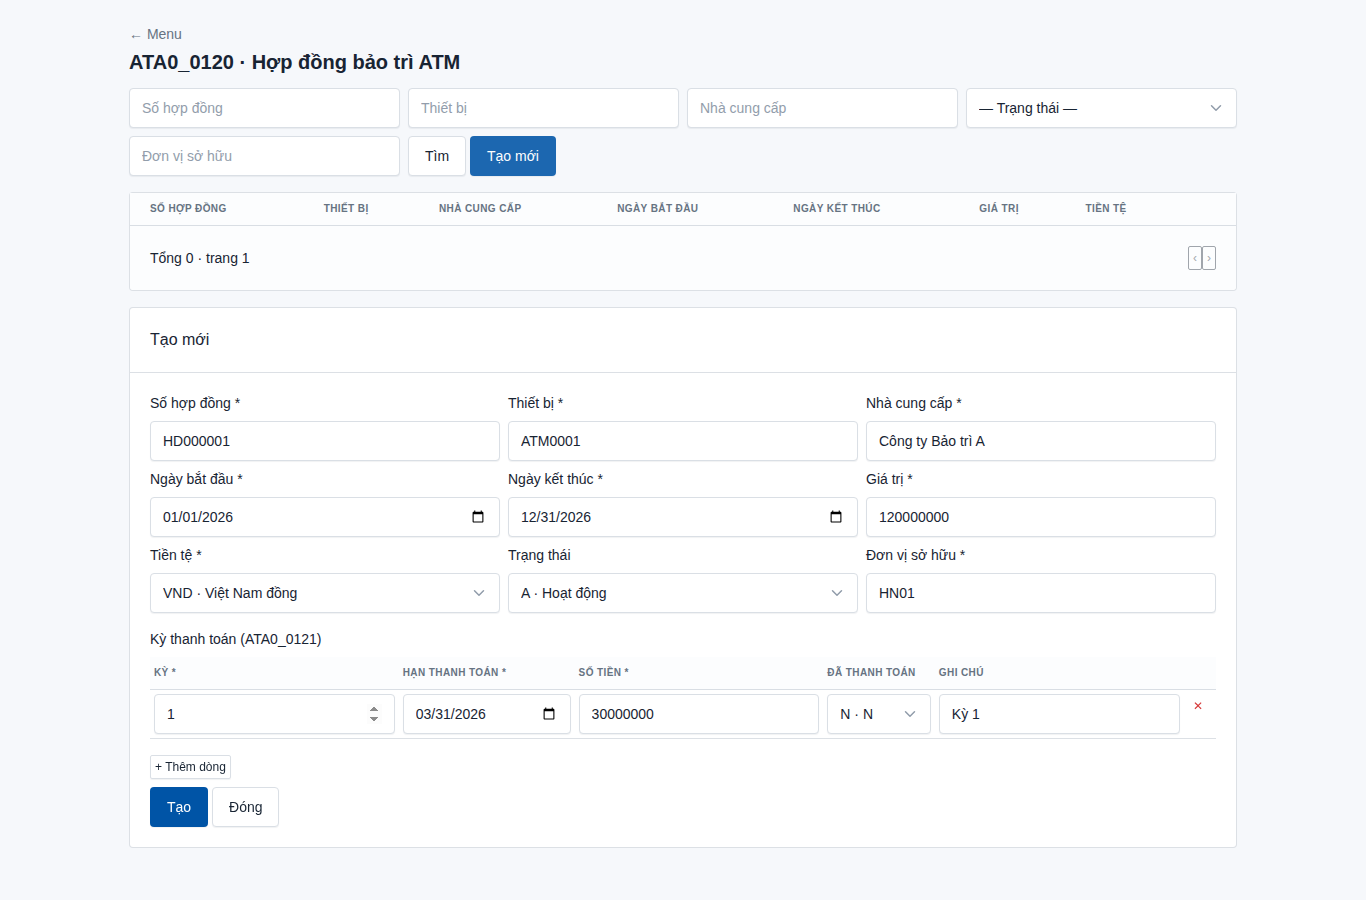 ← Menu
ATA0_0120 · Hợp đồng bảo trì ATM
Số hợp đồng Thiết bị Nhà cung cấp — Trạng thái —
Đơn vị sở hữu Tìm Tạo mới
SỐ HỢP ĐỒNG THIẾT BỊ NHÀ CUNG CẤP NGÀY BẮT ĐẦU NGÀY KẾT THÚC GIÁ TRỊ TIỀN TỆ
Tổng 0 · trang 1 ‹ ›
Tạo mới
Số hợp đồng * Thiết bị * Nhà cung cấp *
HD000001 ATM0001 Công ty Bảo trì A
Ngày bắt đầu * Ngày kết thúc * Giá trị *
01/01/2026 12/31/2026 120000000
Tiền tệ * Trạng thái Đơn vị sở hữu *
VND · Việt Nam đồng A · Hoạt động HN01
Kỳ thanh toán (ATA0_0121)
KỲ * HẠN THANH TOÁN * SỐ TIỀN * ĐÃ THANH TOÁN GHI CHÚ
1 03/31/2026 30000000 N · N Kỳ 1 ×
+ Thêm dòng
Tạo Đóng